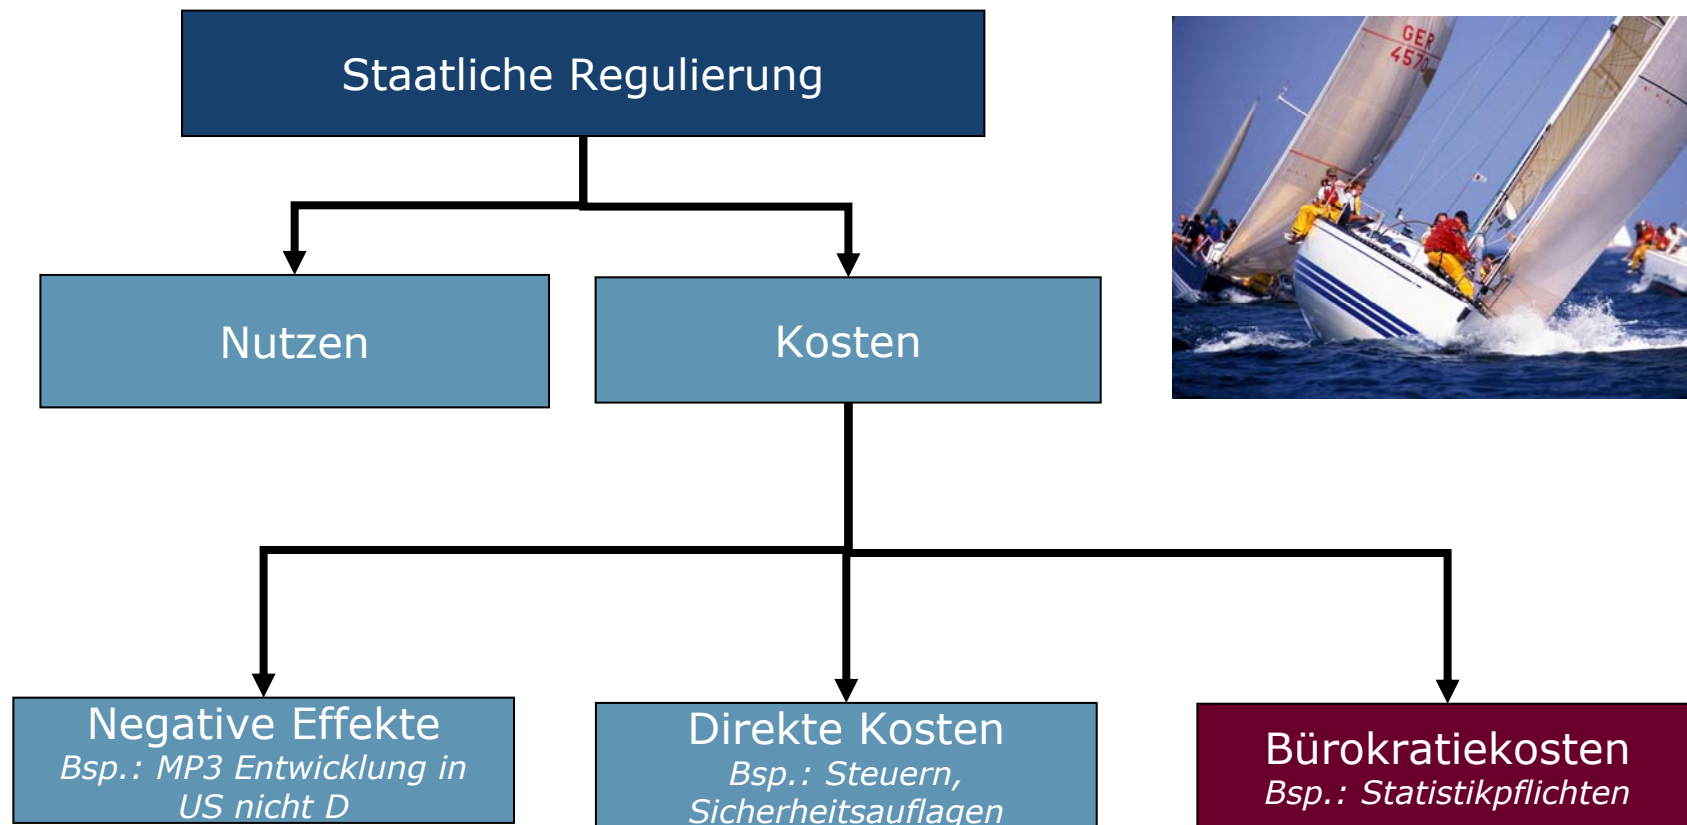 Staatliche Regulierung
GER
4570
Nutzen
Kosten
Negative Effekte
Bsp.: MP3 Entwicklung in
US nicht D
Direkte Kosten
Bsp.: Steuern,
Sicherheitsauflagen
Bürokratiekosten
Bsp.: Statistikpflichten